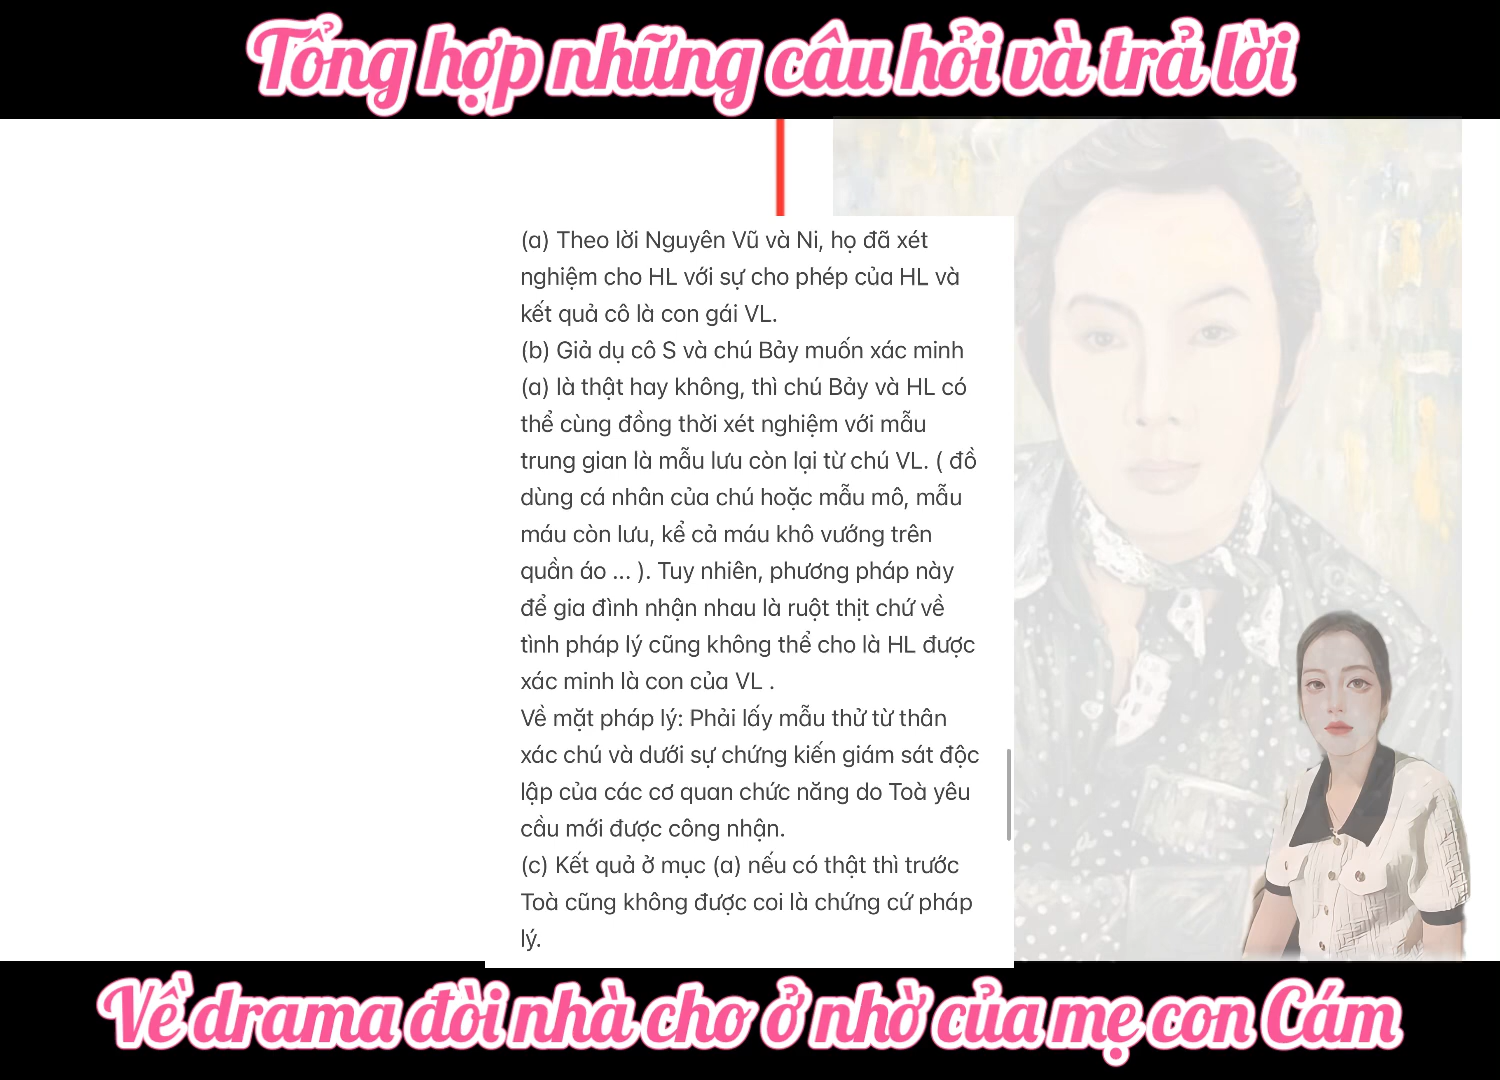 Tổng hợp những câu hỏi và trả lời
(a) Theo lời Nguyên Vũ và Ni, họ đã xét
nghiệm cho HL với sự cho phép của HL và
kết quả cô là con gái VL.
(b) Giả dụ cô S và chú Bảy muốn xác minh
(a) là thật hay không, thì chú Bảy và HL có
thể cùng đồng thời xét nghiệm với mẫu
trung gian là mẫu lưu còn lại từ chú VL. ( đồ
dùng cá nhân của chú hoặc mẫu mô, mẫu
máu còn lưu, kể cả máu khô vướng trên
quần áo ... ). Tuy nhiên, phương pháp này
để gia đình nhận nhau là ruột thịt chứ về
tình pháp lý cũng không thể cho là HL được
xác minh là con của VL .
Về mặt pháp lý: Phải lấy mẫu thử từ thân
xác chú và dưới sự chứng kiến giám sát độc
lập của các cơ quan chức năng do Toà yêu
cầu mới được công nhận.
(c) Kết quả ở mục (a) nếu có thật thì trước
Toà cũng không được coi là chứng cứ pháp
lý.
Về drama đòi nhà cho ở nhờ của mẹ con Cám